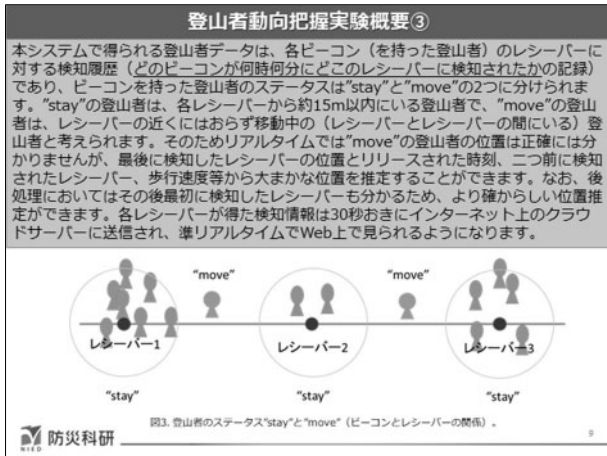 登山者動向把握実験概要③
本システムで得られる登山者データは、各ビーコン（を持った登山者）のレシーバーに
対する検知履歴（どのビーコンが何時何分にどこのレシーバーに検知されたかの記録）
であり、ビーコンを持った登山者のステータスは"stay"と"move"の2つに分けられま
す。"stay"の登山者は、各レシーバーから約15m以内にいる登山者で、"move"の登山
者は、レシーバーの近くにはおらず移動中の（レシーバーとレシーバーの間にいる）登
山者と考えられます。そのためリアルタイムでは"move"の登山者の位置は正確には分
かりませんが、最後に検知したレシーバーの位置とリリースされた時刻、二つ前に検知
されたレシーバー、歩行速度等から大まかな位置を推定することができます。なお、後
処理においてはその後最初に検知したレシーバーも分かるため、より確からしい位置推
定ができます。各レシーバーが得た検知情報は30秒おきにインターネット上のクラウ
ドサーバーに送信され、準リアルタイムでWeb上で見られるようになります。
"move"
"move"
レシーバー1
レシーバー2
レシーバー3
"stay"
"stay"
"stay"
図3. 登山者のステータス"stay"と"move"（ビーコンとレシーバーの関係）。
NIED
防災科研
9